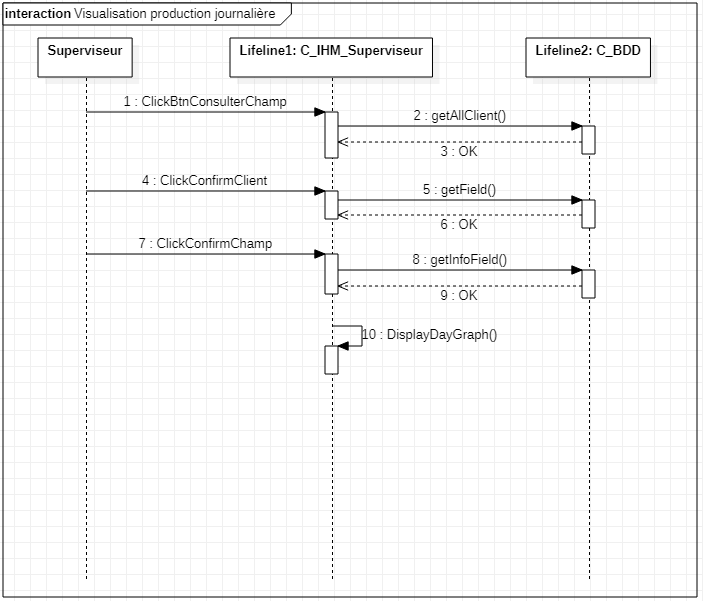 interaction Visualisation production journalière
Superviseur
Lifeline1: C_IHM_Superviseur
Lifeline2: C_BDD
1 : ClickBtnConsulterChamp
2 : getAllClient()
3 : OK
4 : ClickConfirmClient
5 : getField()
6 : OK
7 : ClickConfirmChamp
8 : getInfoField()
9 : OK
10 : DisplayDayGraph()